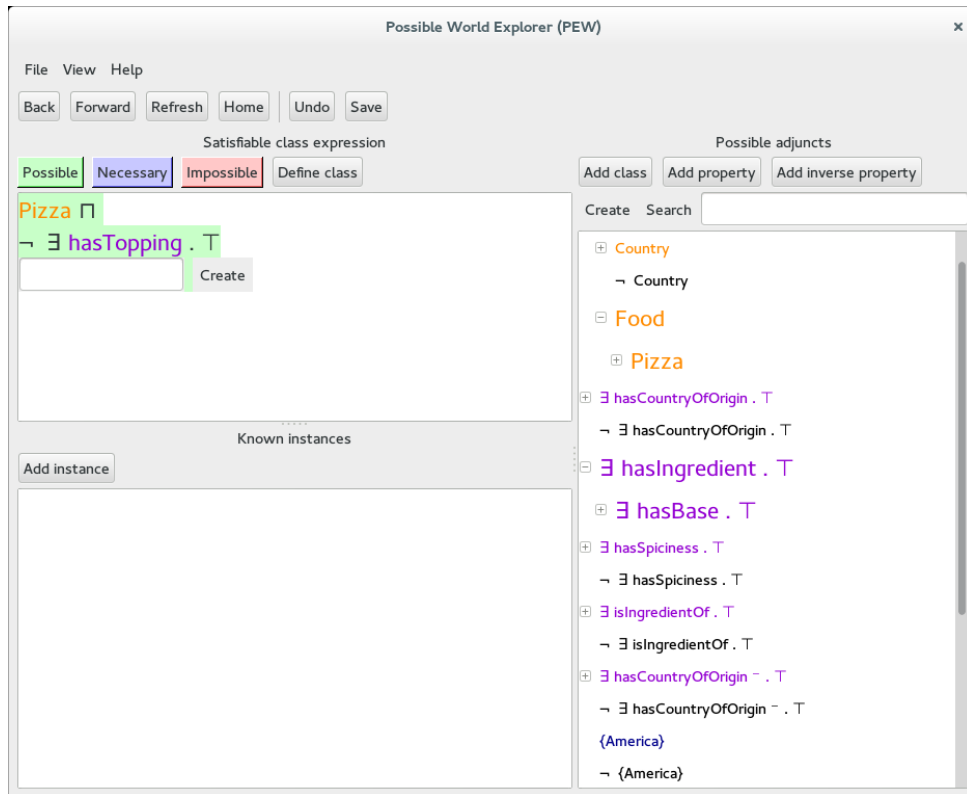 Possible World Explorer (PEW) ×
File View Help
Back Forward Refresh Home Undo Save
Satisfiable class expression
Possible Necessary Impossible Define class
Pizza ⊓
¬ ∃ hasTopping . ⊤
Create
Known instances
Add instance
Possible adjuncts
Add class Add property Add inverse property
Create Search
Country
¬ Country
Food
Pizza
∃ hasCountryOfOrigin . ⊤
¬ ∃ hasCountryOfOrigin . ⊤
∃ hasIngredient . ⊤
∃ hasBase . ⊤
∃ hasSpiciness . ⊤
¬ ∃ hasSpiciness . ⊤
∃ isIngredientOf . ⊤
¬ ∃ isIngredientOf . ⊤
∃ hasCountryOfOrigin ⁻ . ⊤
¬ ∃ hasCountryOfOrigin ⁻ . ⊤
{America}
¬ {America}